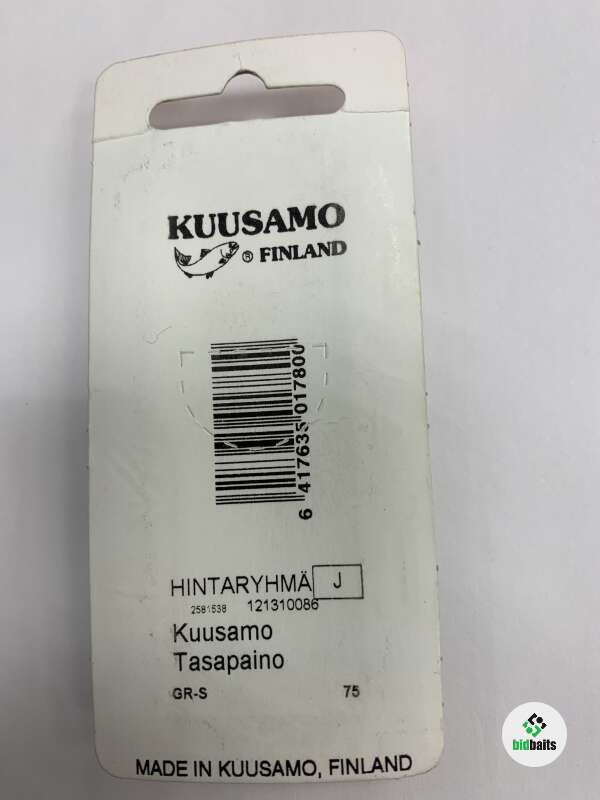 KUUSAMO
® FINLAND
6 417635 017800
HINTARYHMÄ J
2581538 121310086
Kuusamo
Tasapaino
GR-S 75
MADE IN KUUSAMO, FINLAND
bidbaits